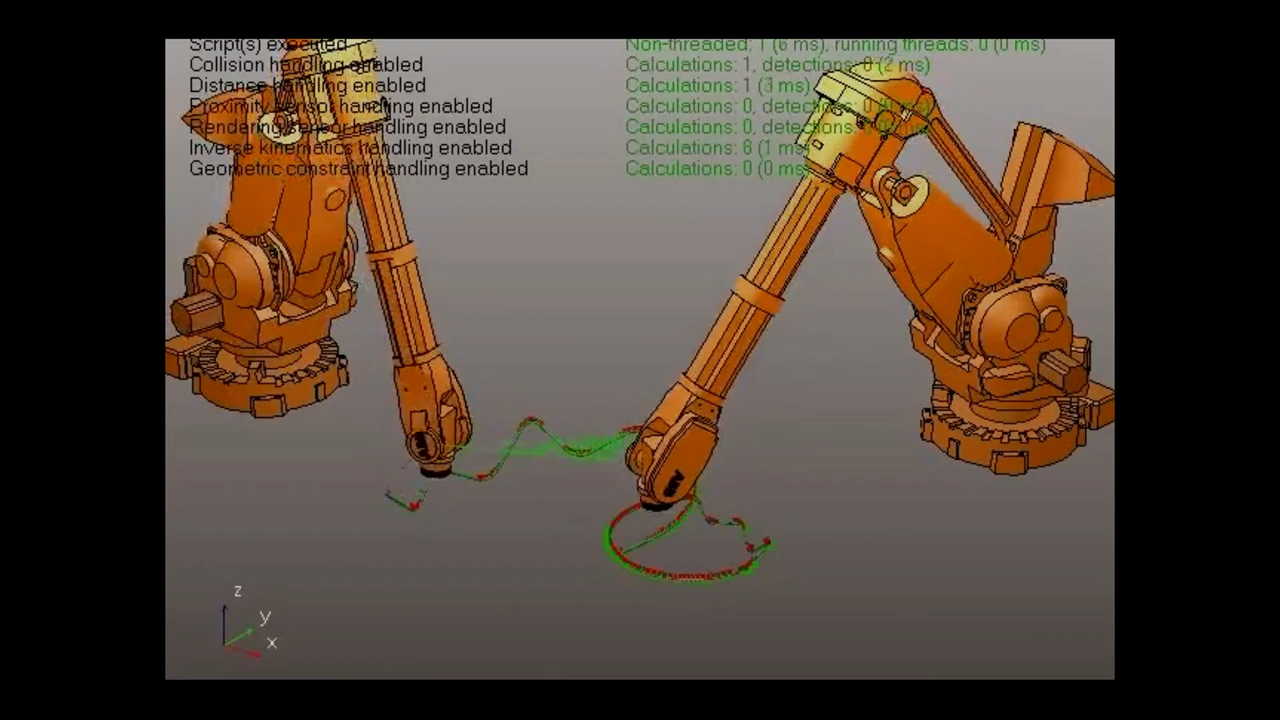 Script(s) executed Non-threaded: 1 (6 ms), running threads: 0 (0 ms)
Collision handling enabled Calculations: 1, detections: 0 (2 ms)
Distance handling enabled Calculations: 1 (3 ms)
Proximity sensor handling enabled Calculations: 0, detections: 0 (0 ms)
Rendering sensor handling enabled Calculations: 0, detections:
Inverse kinematics handling enabled Calculations: 8 (1 ms)
Geometric constraint handling enabled Calculations: 0 (0 ms)
z
y
x